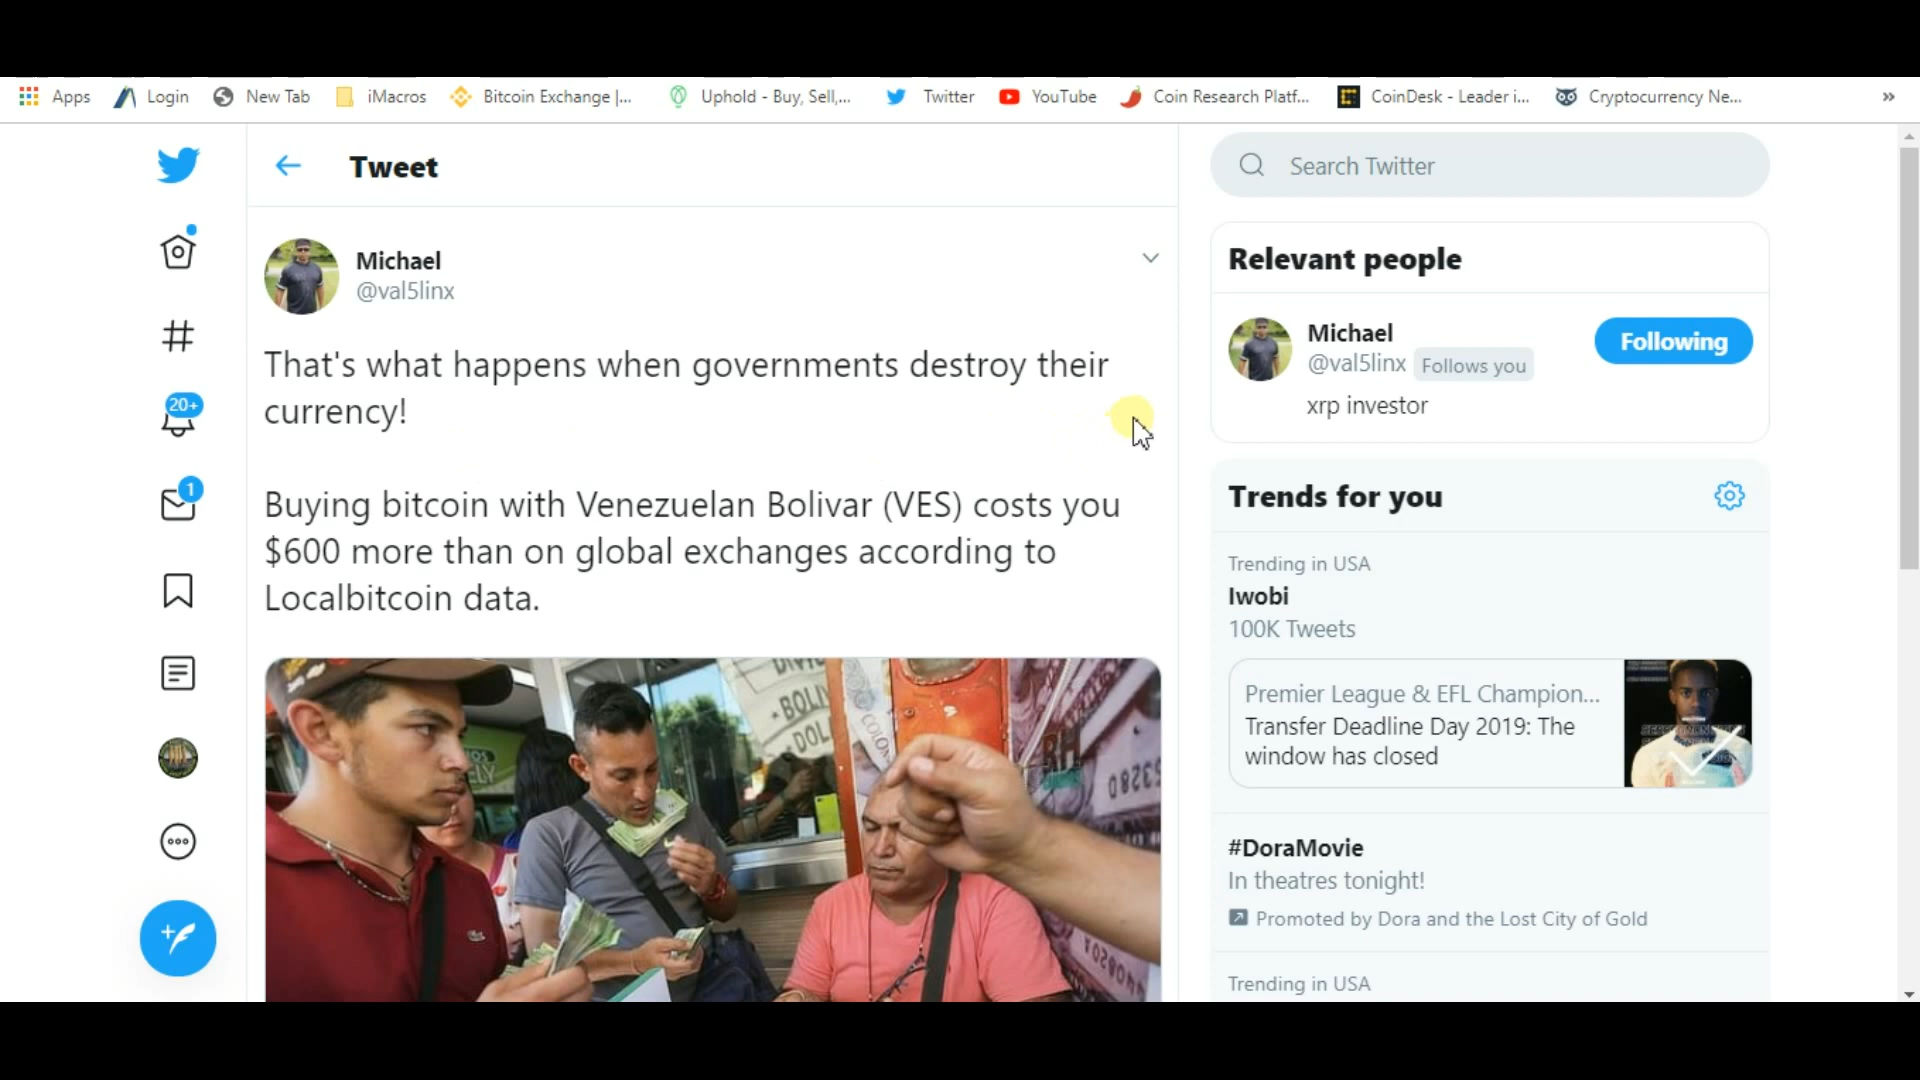 Apps Login New Tab iMacros Bitcoin Exchange |... Uphold - Buy, Sell,... Twitter YouTube Coin Research Platf... CoinDesk - Leader i... Cryptocurrency Ne... »
Tweet
Search Twitter
Michael
@val5linx
That's what happens when governments destroy their
currency!
Buying bitcoin with Venezuelan Bolivar (VES) costs you
$600 more than on global exchanges according to
Localbitcoin data.
20+
1
BOLI
DOL
COLON
082
Relevant people
Michael
Following
@val5linx Follows you
xrp investor
Trends for you
Trending in USA
Iwobi
100K Tweets
Premier League & EFL Champion...
Transfer Deadline Day 2019: The
window has closed
#DoraMovie
In theatres tonight!
Promoted by Dora and the Lost City of Gold
Trending in USA